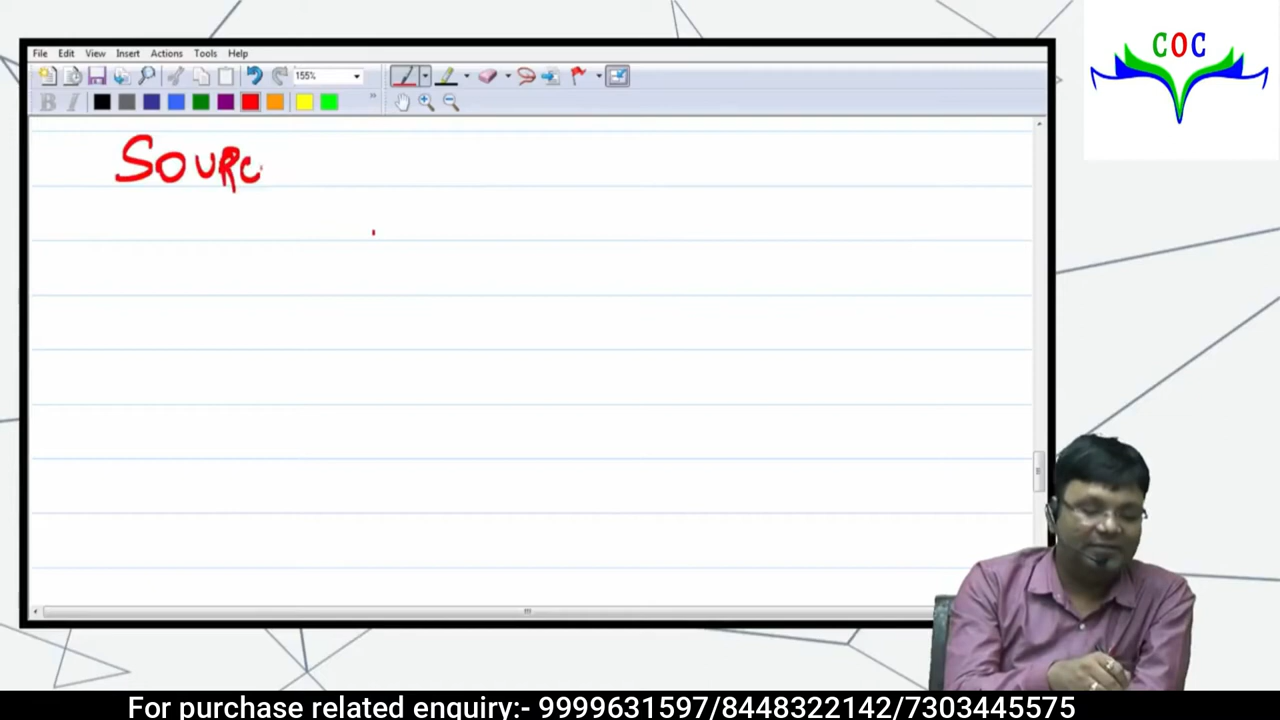 COC
File Edit View Insert Actions Tools Help
155%
B I
SOURC
For purchase related enquiry:- 9999631597/8448322142/7303445575